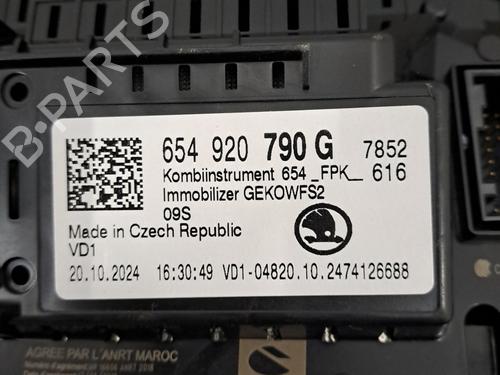 B-PARTS
654 920 790 G 7852
Kombiinstrument 654 _FPK__ 616
Immobilizer GEKOWFS2
09S
Made in Czech Republic
VD1
20.10.2024 16:30:49 VD1-04820.10.2474126688
AGREE PAR L'ANRT MAROC